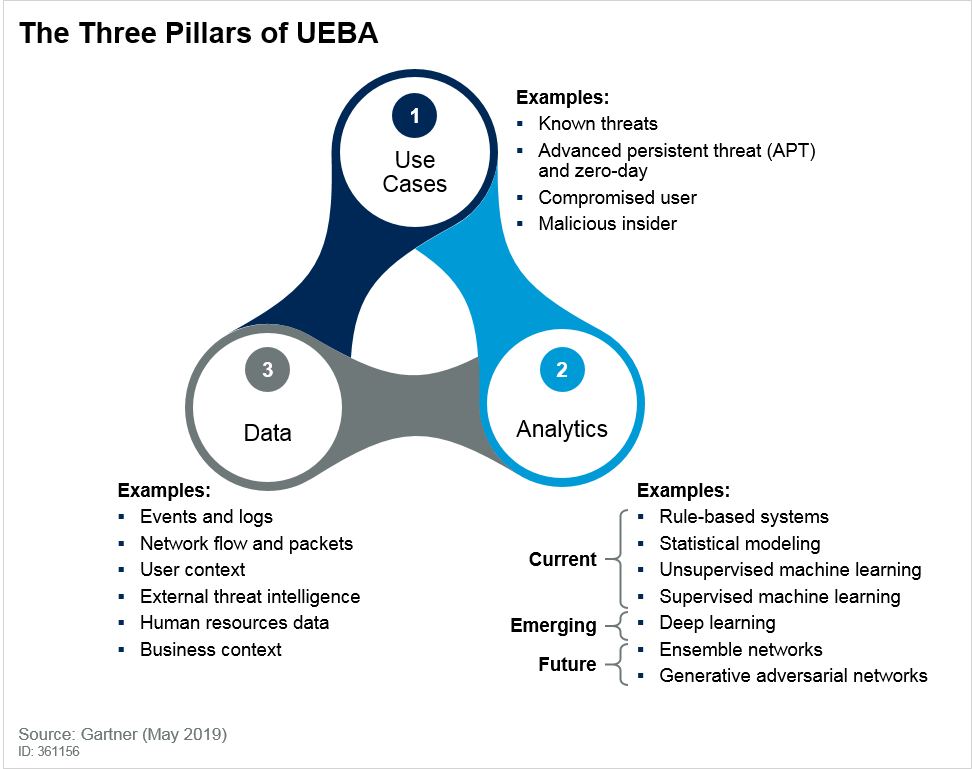 The Three Pillars of UEBA
1
Use
Cases
Examples:
▪ Known threats
▪ Advanced persistent threat (APT)
and zero-day
▪ Compromised user
▪ Malicious insider
3
Data
2
Analytics
Examples:
▪ Events and logs
▪ Network flow and packets
▪ User context
▪ External threat intelligence
▪ Human resources data
▪ Business context
Examples:
Current
▪ Rule-based systems
▪ Statistical modeling
▪ Unsupervised machine learning
▪ Supervised machine learning
Emerging
▪ Deep learning
Future
▪ Ensemble networks
▪ Generative adversarial networks
Source: Gartner (May 2019)
ID: 361156